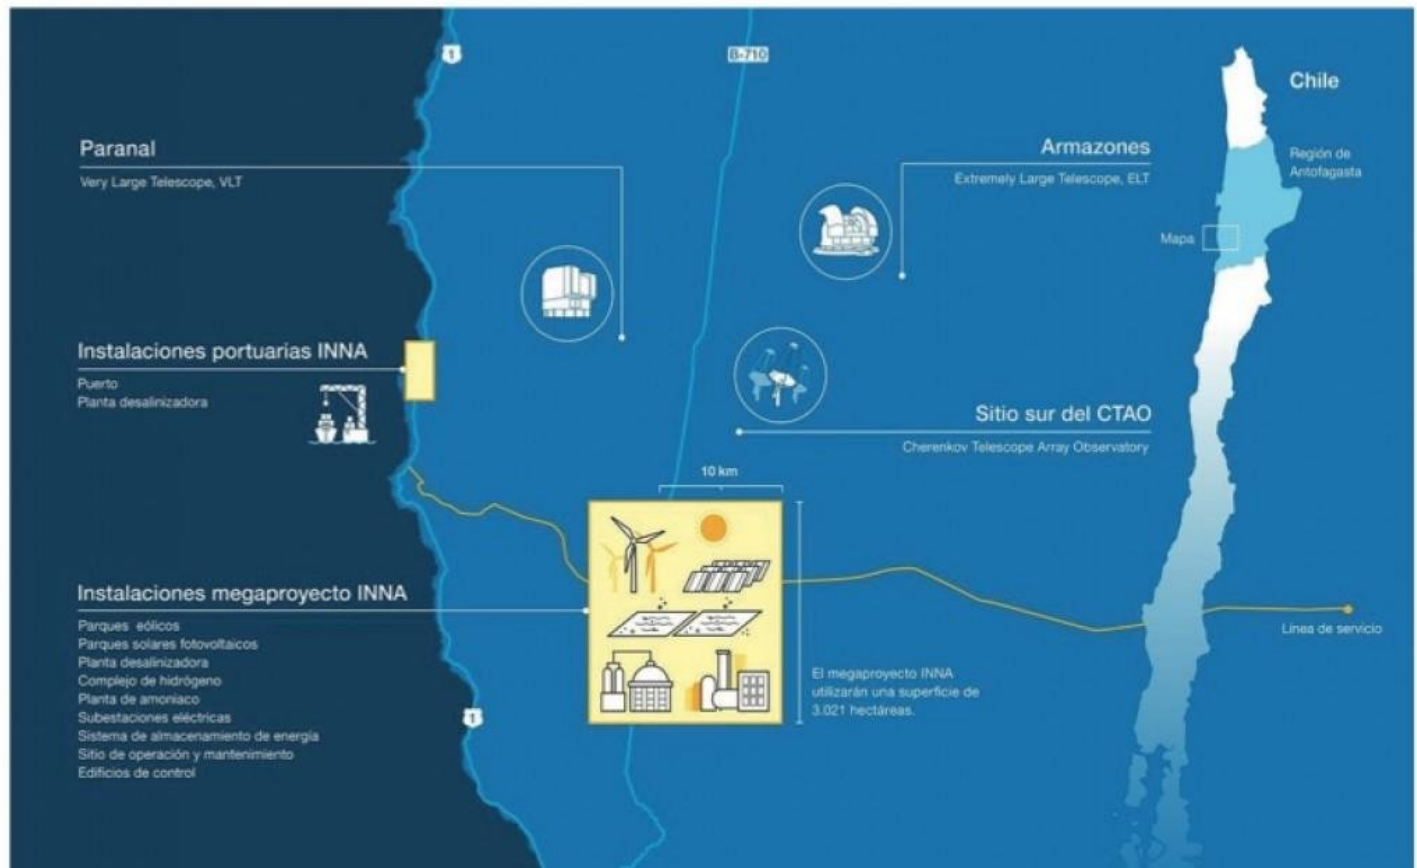 1
B-710
Chile
Paranal
Very Large Telescope, VLT
Armazones
Extremely Large Telescope, ELT
Región de
Antofagasta
Mapa
Instalaciones portuarias INNA
Puerto
Planta desalinizadora
Sitio sur del CTAO
Cherenkov Telescope Array Observatory
10 km
Instalaciones megaproyecto INNA
Parques eólicos
Parques solares fotovoltaicos
Planta desalinizadora
Complejo de hidrógeno
Planta de amoniaco
Subestaciones eléctricas
Sistema de almacenamiento de energía
Sitio de operación y mantenimiento
Edificios de control
El megaproyecto INNA
utilizarán una superficie de
3.021 hectáreas.
Línea de servicio
1